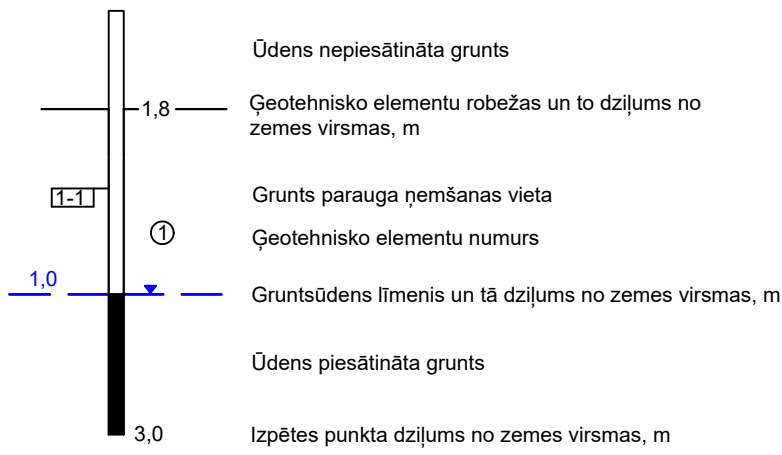 Ūdens nepiesātināta grunts
1,8
Ģeotehnisko elementu robežas un to dziļums no
zemes virsmas, m
1-1
Grunts parauga ņemšanas vieta
1
Ģeotehnisko elementu numurs
1,0
Gruntsūdens līmenis un tā dziļums no zemes virsmas, m
Ūdens piesātināta grunts
3,0
Izpētes punkta dziļums no zemes virsmas, m